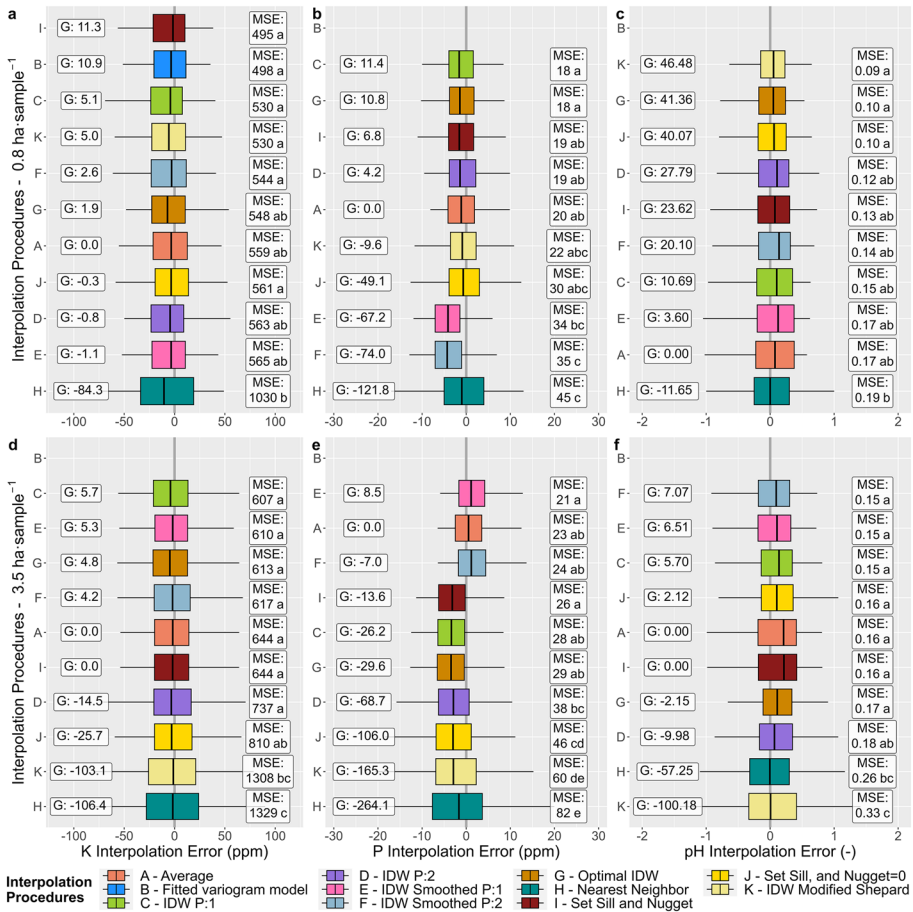 a
b
c
Interpolation Procedures - 0.8 ha·sample⁻¹
I G: 11.3 MSE: 495 a
B G: 10.9 MSE: 498 a
C G: 5.1 MSE: 530 a
K G: 5.0 MSE: 530 a
F G: 2.6 MSE: 544 a
G G: 1.9 MSE: 548 ab
A G: 0.0 MSE: 559 ab
J G: -0.3 MSE: 561 a
D G: -0.8 MSE: 563 ab
E G: -1.1 MSE: 565 ab
H G: -84.3 MSE: 1030 b
-100 -50 0 50 100
B
C G: 11.4 MSE: 18 a
G G: 10.8 MSE: 18 a
I G: 6.8 MSE: 19 ab
D G: 4.2 MSE: 19 ab
A G: 0.0 MSE: 20 ab
K G: -9.6 MSE: 22 abc
J G: -49.1 MSE: 30 abc
E G: -67.2 MSE: 34 bc
F G: -74.0 MSE: 35 c
H G: -121.8 MSE: 45 c
-30 -20 -10 0 10 20 30
B
K G: 46.48 MSE: 0.09 a
G G: 41.36 MSE: 0.10 a
J G: 40.07 MSE: 0.10 a
D G: 27.79 MSE: 0.12 ab
I G: 23.62 MSE: 0.13 ab
F G: 20.10 MSE: 0.14 ab
C G: 10.69 MSE: 0.15 ab
E G: 3.60 MSE: 0.17 ab
A G: 0.00 MSE: 0.17 ab
H G: -11.65 MSE: 0.19 b
-2 -1 0 1 2
d
e
f
Interpolation Procedures - 3.5 ha·sample⁻¹
B
C G: 5.7 MSE: 607 a
E G: 5.3 MSE: 610 a
G G: 4.8 MSE: 613 a
F G: 4.2 MSE: 617 a
A G: 0.0 MSE: 644 a
I G: 0.0 MSE: 644 a
D G: -14.5 MSE: 737 a
J G: -25.7 MSE: 810 ab
K G: -103.1 MSE: 1308 bc
H G: -106.4 MSE: 1329 c
-100 -50 0 50 100
K Interpolation Error (ppm)
B
E G: 8.5 MSE: 21 a
A G: 0.0 MSE: 23 ab
F G: -7.0 MSE: 24 ab
I G: -13.6 MSE: 26 a
C G: -26.2 MSE: 28 ab
G G: -29.6 MSE: 29 ab
D G: -68.7 MSE: 38 bc
J G: -106.0 MSE: 46 cd
K G: -165.3 MSE: 60 de
H G: -264.1 MSE: 82 e
-30 -20 -10 0 10 20 30
P Interpolation Error (ppm)
B
F G: 7.07 MSE: 0.15 a
E G: 6.51 MSE: 0.15 a
C G: 5.70 MSE: 0.15 a
J G: 2.12 MSE: 0.16 a
A G: 0.00 MSE: 0.16 a
I G: 0.00 MSE: 0.16 a
G G: -2.15 MSE: 0.17 a
D G: -9.98 MSE: 0.18 ab
H G: -57.25 MSE: 0.26 bc
K G: -100.18 MSE: 0.33 c
-2 -1 0 1 2
pH Interpolation Error (-)
Interpolation Procedures
A - Average
B - Fitted variogram model
C - IDW P:1
D - IDW P:2
E - IDW Smoothed P:1
F - IDW Smoothed P:2
G - Optimal IDW
H - Nearest Neighbor
I - Set Sill and Nugget
J - Set Sill, and Nugget=0
K - IDW Modified Shepard